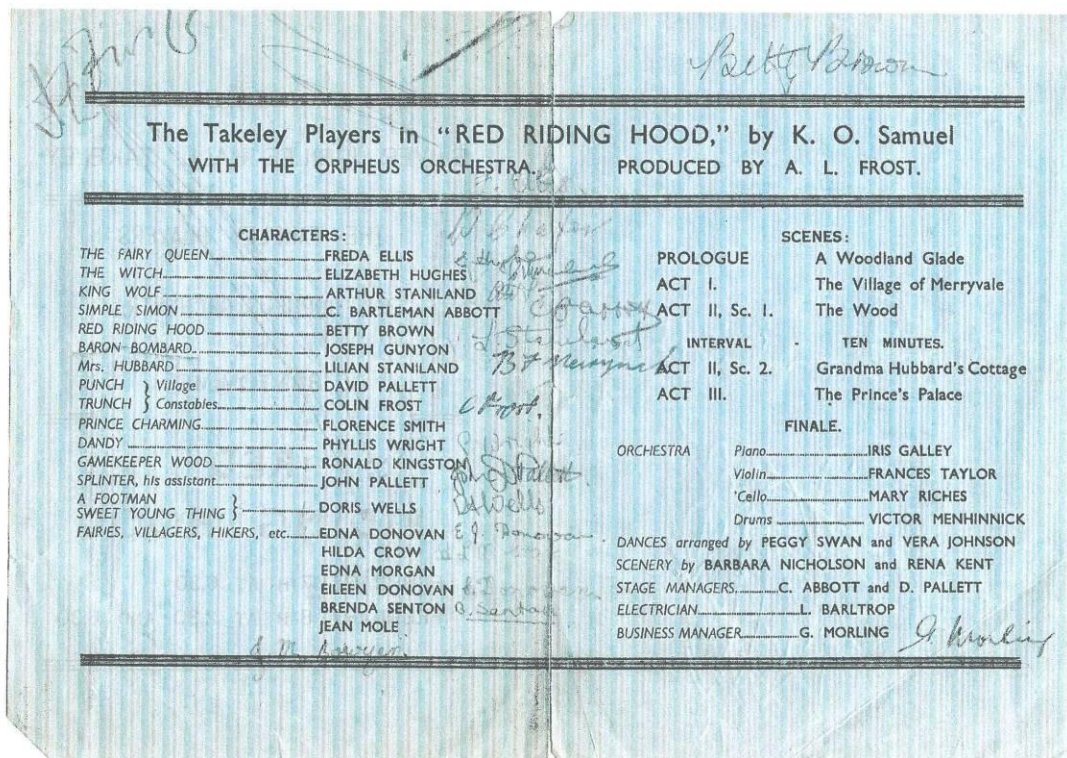 Betty Brown
The Takeley Players in “RED RIDING HOOD,” by K. O. Samuel
WITH THE ORPHEUS ORCHESTRA. PRODUCED BY A. L. FROST.
CHARACTERS:
THE FAIRY QUEEN FREDA ELLIS
THE WITCH ELIZABETH HUGHES
KING WOLF ARTHUR STANILAND
SIMPLE SIMON C. BARTLEMAN ABBOTT
RED RIDING HOOD BETTY BROWN
BARON BOMBARD JOSEPH GUNYON
Mrs. HUBBARD LILIAN STANILAND
PUNCH } Village DAVID PALLETT
TRUNCH } Constables COLIN FROST C Frost.
PRINCE CHARMING FLORENCE SMITH
DANDY PHYLLIS WRIGHT
GAMEKEEPER WOOD RONALD KINGSTON
SPLINTER, his assistant JOHN PALLETT
A FOOTMAN
SWEET YOUNG THING } DORIS WELLS D Wells
FAIRIES, VILLAGERS, HIKERS, etc. EDNA DONOVAN E J. Donovan
HILDA CROW
EDNA MORGAN
EILEEN DONOVAN E. Donovan
BRENDA SENTON B. Senton
JEAN MOLE
SCENES:
PROLOGUE A Woodland Glade
ACT I. The Village of Merryvale
ACT II, Sc. 1. The Wood
INTERVAL · TEN MINUTES.
ACT II, Sc. 2. Grandma Hubbard's Cottage
ACT III. The Prince's Palace
FINALE.
ORCHESTRA Piano IRIS GALLEY
Violin FRANCES TAYLOR
'Cello MARY RICHES
Drums VICTOR MENHINNICK
DANCES arranged by PEGGY SWAN and VERA JOHNSON
SCENERY by BARBARA NICHOLSON and RENA KENT
STAGE MANAGERS C. ABBOTT and D. PALLETT
ELECTRICIAN L. BARLTROP
BUSINESS MANAGER G. MORLING G. Morling